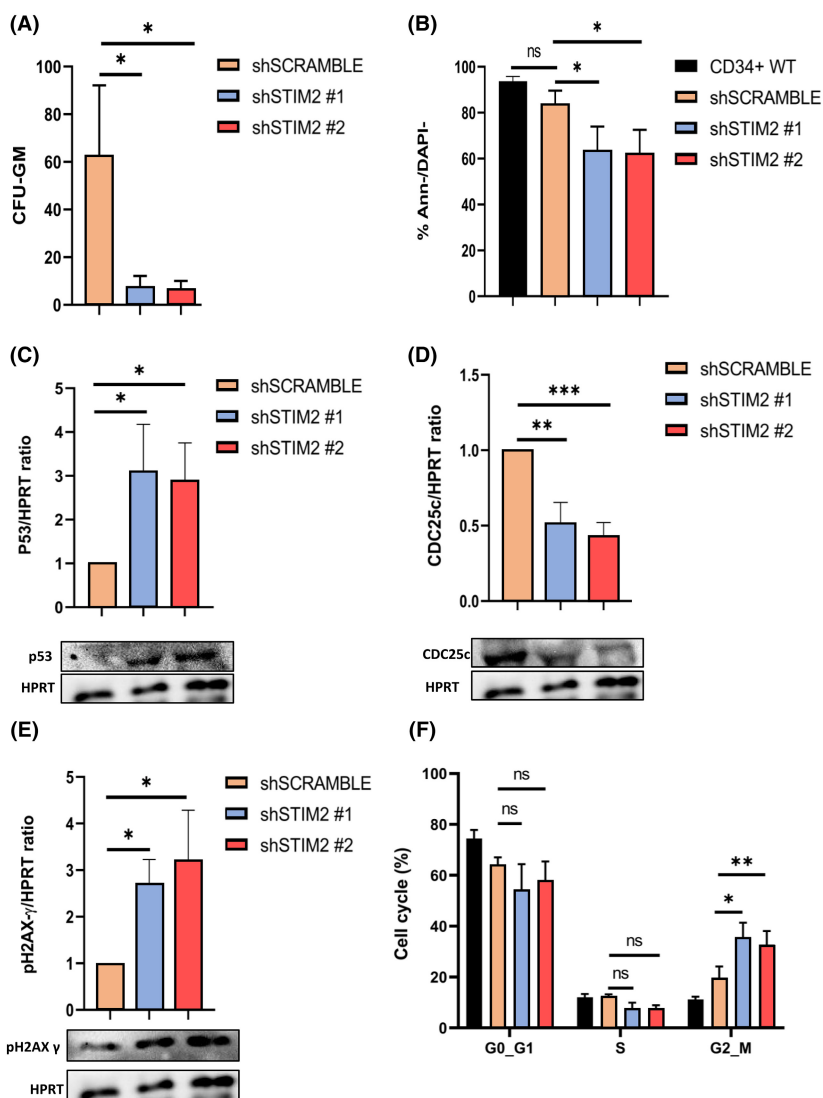 (A)
*
*
CFU-GM
100
80
60
40
20
0
shSCRAMBLE
shSTIM2 #1
shSTIM2 #2
(B)
*
ns
*
% Ann-/DAPI-
100
80
60
40
20
0
CD34+ WT
shSCRAMBLE
shSTIM2 #1
shSTIM2 #2
(C)
*
*
P53/HPRT ratio
5
4
3
2
1
0
shSCRAMBLE
shSTIM2 #1
shSTIM2 #2
p53
HPRT
(D)
***
**
CDC25c/HPRT ratio
1.5
1.0
0.5
0.0
shSCRAMBLE
shSTIM2 #1
shSTIM2 #2
CDC25c
HPRT
(E)
*
*
pH2AX-γ/HPRT ratio
5
4
3
2
1
0
shSCRAMBLE
shSTIM2 #1
shSTIM2 #2
pH2AX γ
HPRT
(F)
Cell cycle (%)
100
80
60
40
20
0
ns
ns
ns
ns
**
*
G0_G1
S
G2_M